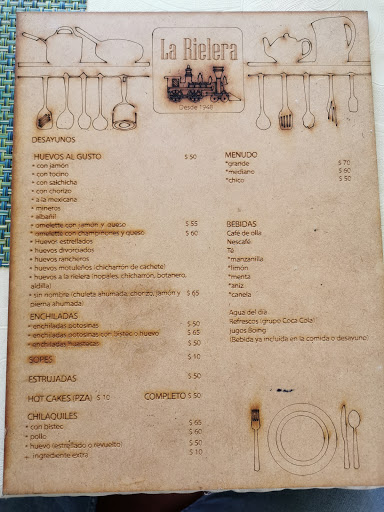 La Rielera
Desde 1948
DESAYUNOS
HUEVOS AL GUSTO $ 50
• con jamón
• con tocino
• con salchicha
• con chorizo
• a la mexicana
• mineros
• albañil
• omelette con jamón y queso $ 55
• omelette con champiñones y queso $ 60
• Huevos estrellados
• huevos divorciados
• huevos rancheros
• huevos motuleños (chicharrón de cachete)
• huevos a la rielera (nopales, chicharrón, botanero,
aldilla)
• sin nombre (chuleta ahumada, chorizo, jamón y $ 65
pierna ahumada)
ENCHILADAS
• enchiladas potosinas $ 50
• enchiladas potosinas con bistec o huevo $ 65
• enchiladas huastecas $ 50
SOPES $ 10
ESTRUJADAS $ 50
HOT CAKES (PZA) $ 10 COMPLETO $ 50
CHILAQUILES
• con bistec $ 65
• pollo $ 60
• huevo (estrellado o revuelto) $ 50
• ingrediente extra $ 10
MENUDO
*grande $ 70
*mediano $ 60
*chico $ 50
BEBIDAS
Café de olla
Nescafé
Té
*manzanilla
*limón
*menta
*aniz
*canela
Agua del día
Refrescos (grupo Coca Cola)
Jugos Boing
(Bebida ya incluida en la comida o desayuno)